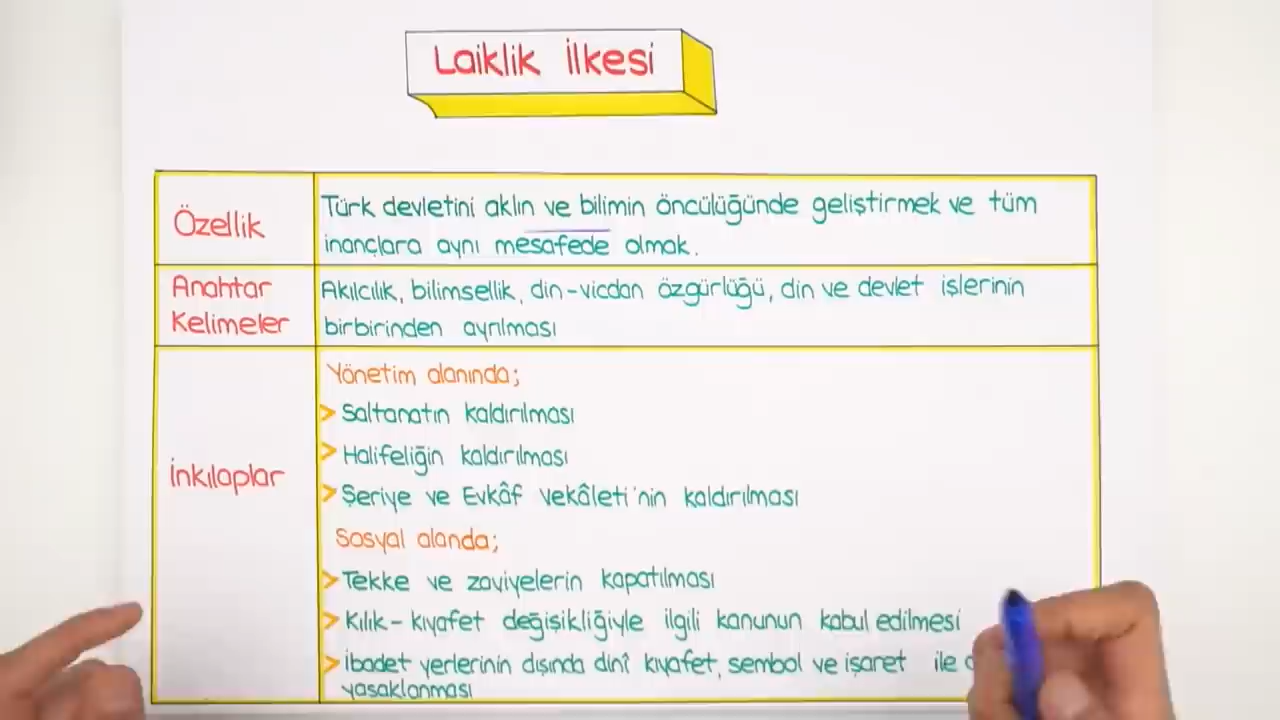 Laiklik İlkesi
Özellik
Türk devletini aklın ve bilimin öncülüğünde geliştirmek ve tüm
inançlara aynı mesafede olmak.
Anahtar
Kelimeler
Akılcılık, bilimsellik, din-vicdan özgürlüğü, din ve devlet işlerinin
birbirinden ayrılması
İnkılaplar
Yönetim alanında;
> Saltanatın kaldırılması
> Halifeliğin kaldırılması
> Şeriye ve Evkâf Vekâleti'nin kaldırılması
Sosyal alanda;
> Tekke ve zaviyelerin kapatılması
> Kılık-kıyafet değişikliğiyle ilgili kanunun kabul edilmesi
> İbadet yerlerinin dışında dinî kıyafet, sembol ve işaret ile
yasaklanması